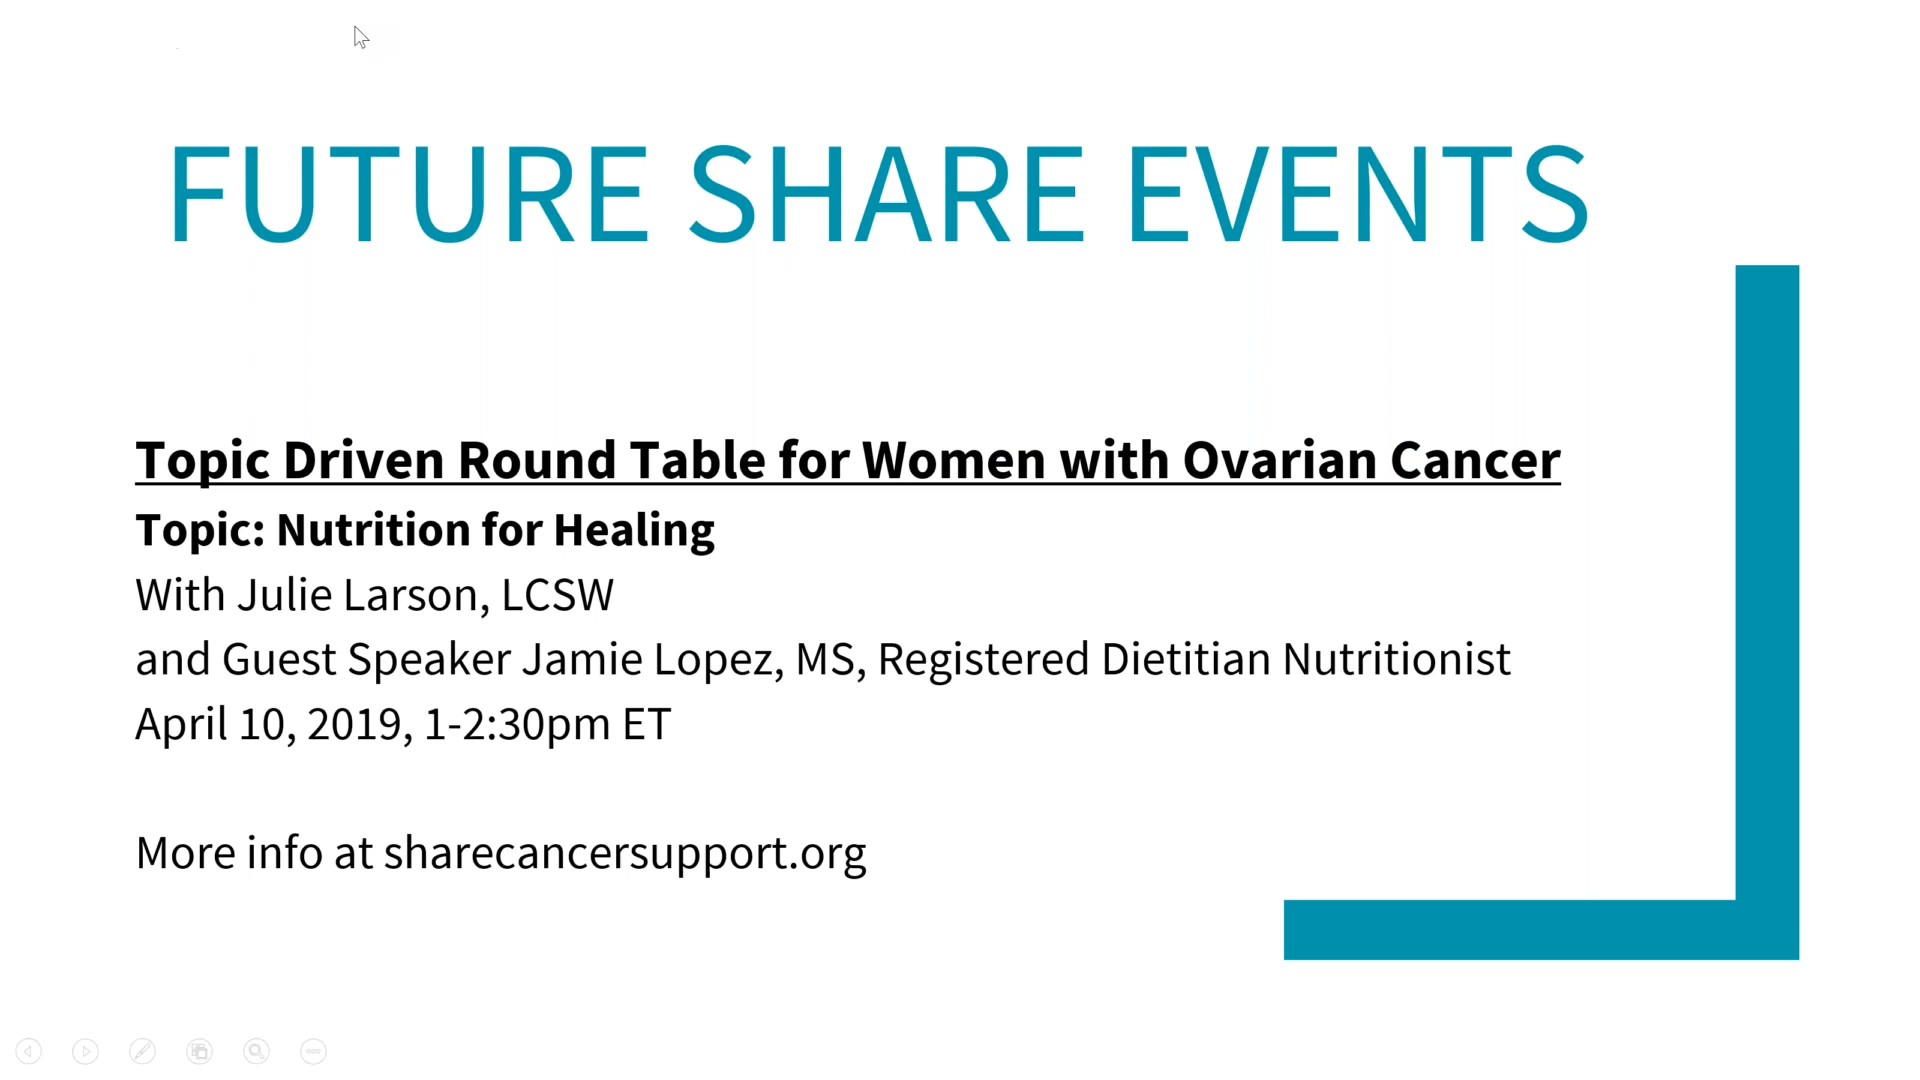 FUTURE SHARE EVENTS
Topic Driven Round Table for Women with Ovarian Cancer
Topic: Nutrition for Healing
With Julie Larson, LCSW
and Guest Speaker Jamie Lopez, MS, Registered Dietitian Nutritionist
April 10, 2019, 1-2:30pm ET
More info at sharecancersupport.org